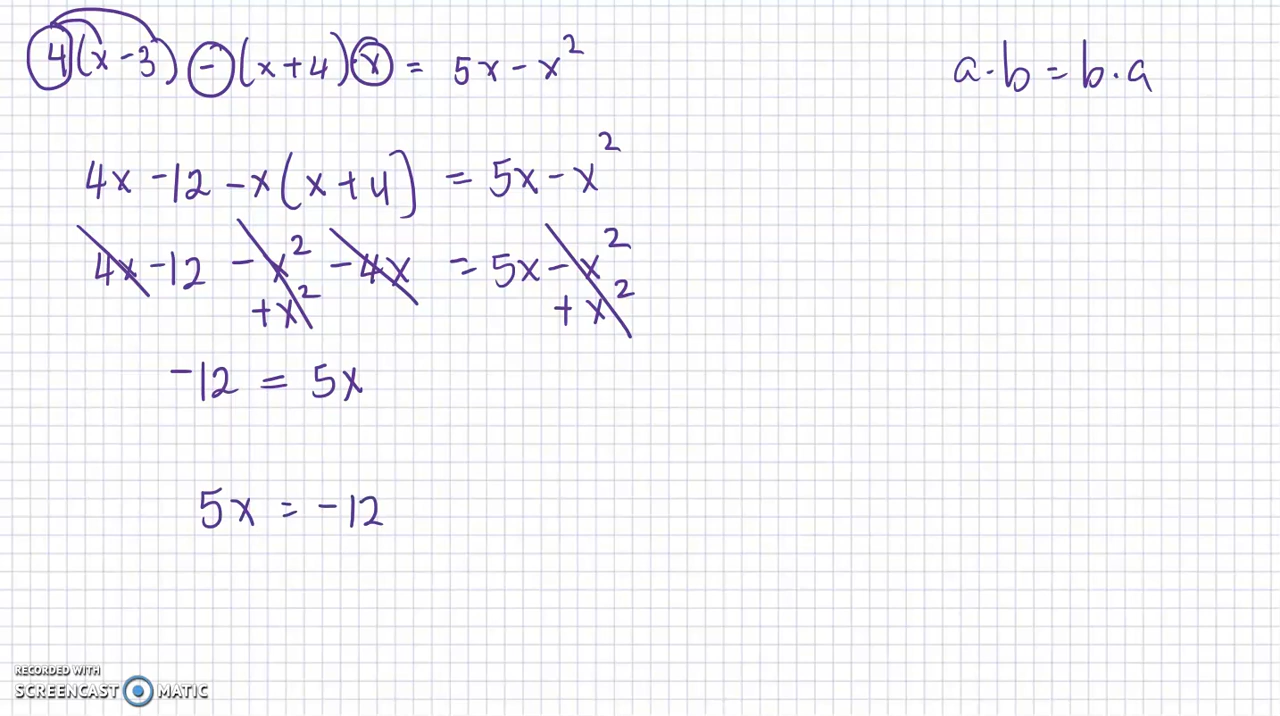 4(x-3) -(x+4)x = 5x-x²
a·b=b·a
4x-12-x(x+4) = 5x-x²
4x-12 -x² -4x = 5x-x²
+x² +x²
-12 = 5x
5x = -12
RECORDED WITH
SCREENCAST MATIC